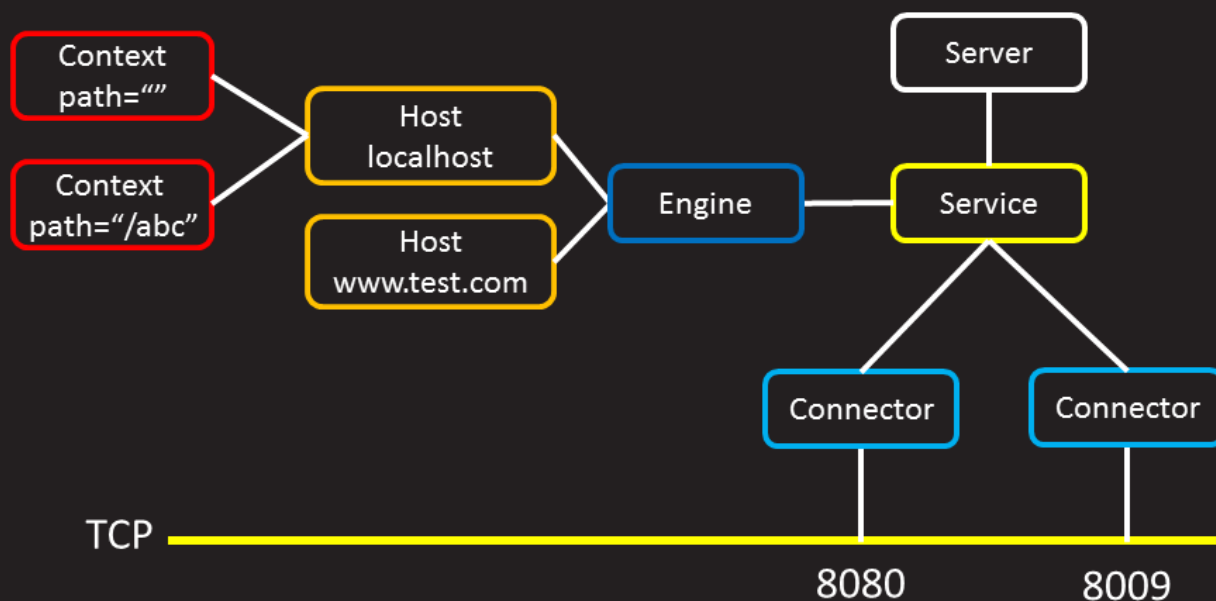 Context
path=“”
Context
path=“/abc”
Host
localhost
Host
www.test.com
Engine
Server
Service
Connector
Connector
TCP
8080
8009